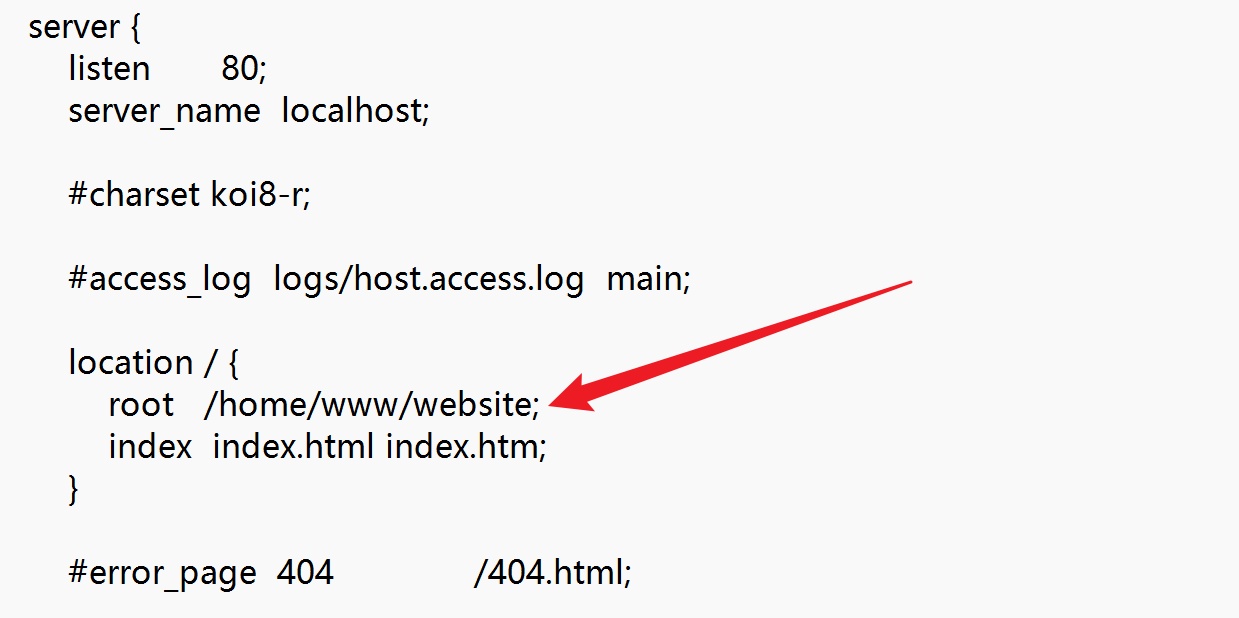 server {
listen 80;
server_name localhost;
#charset koi8-r;
#access_log logs/host.access.log main;
location / {
root /home/www/website;
index index.html index.htm;
}
#error_page 404 /404.html;